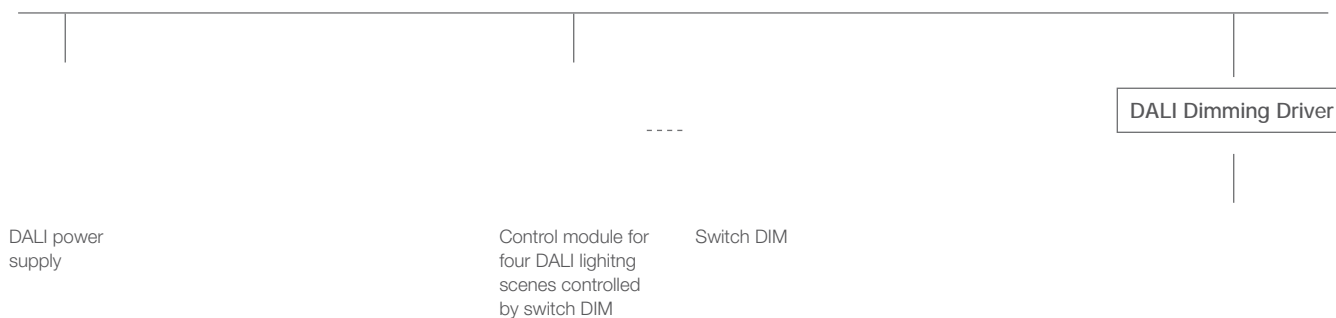 DALI Dimming Driver
DALI power
supply
Control module for
four DALI lighitng
scenes controlled
by switch DIM
Switch DIM